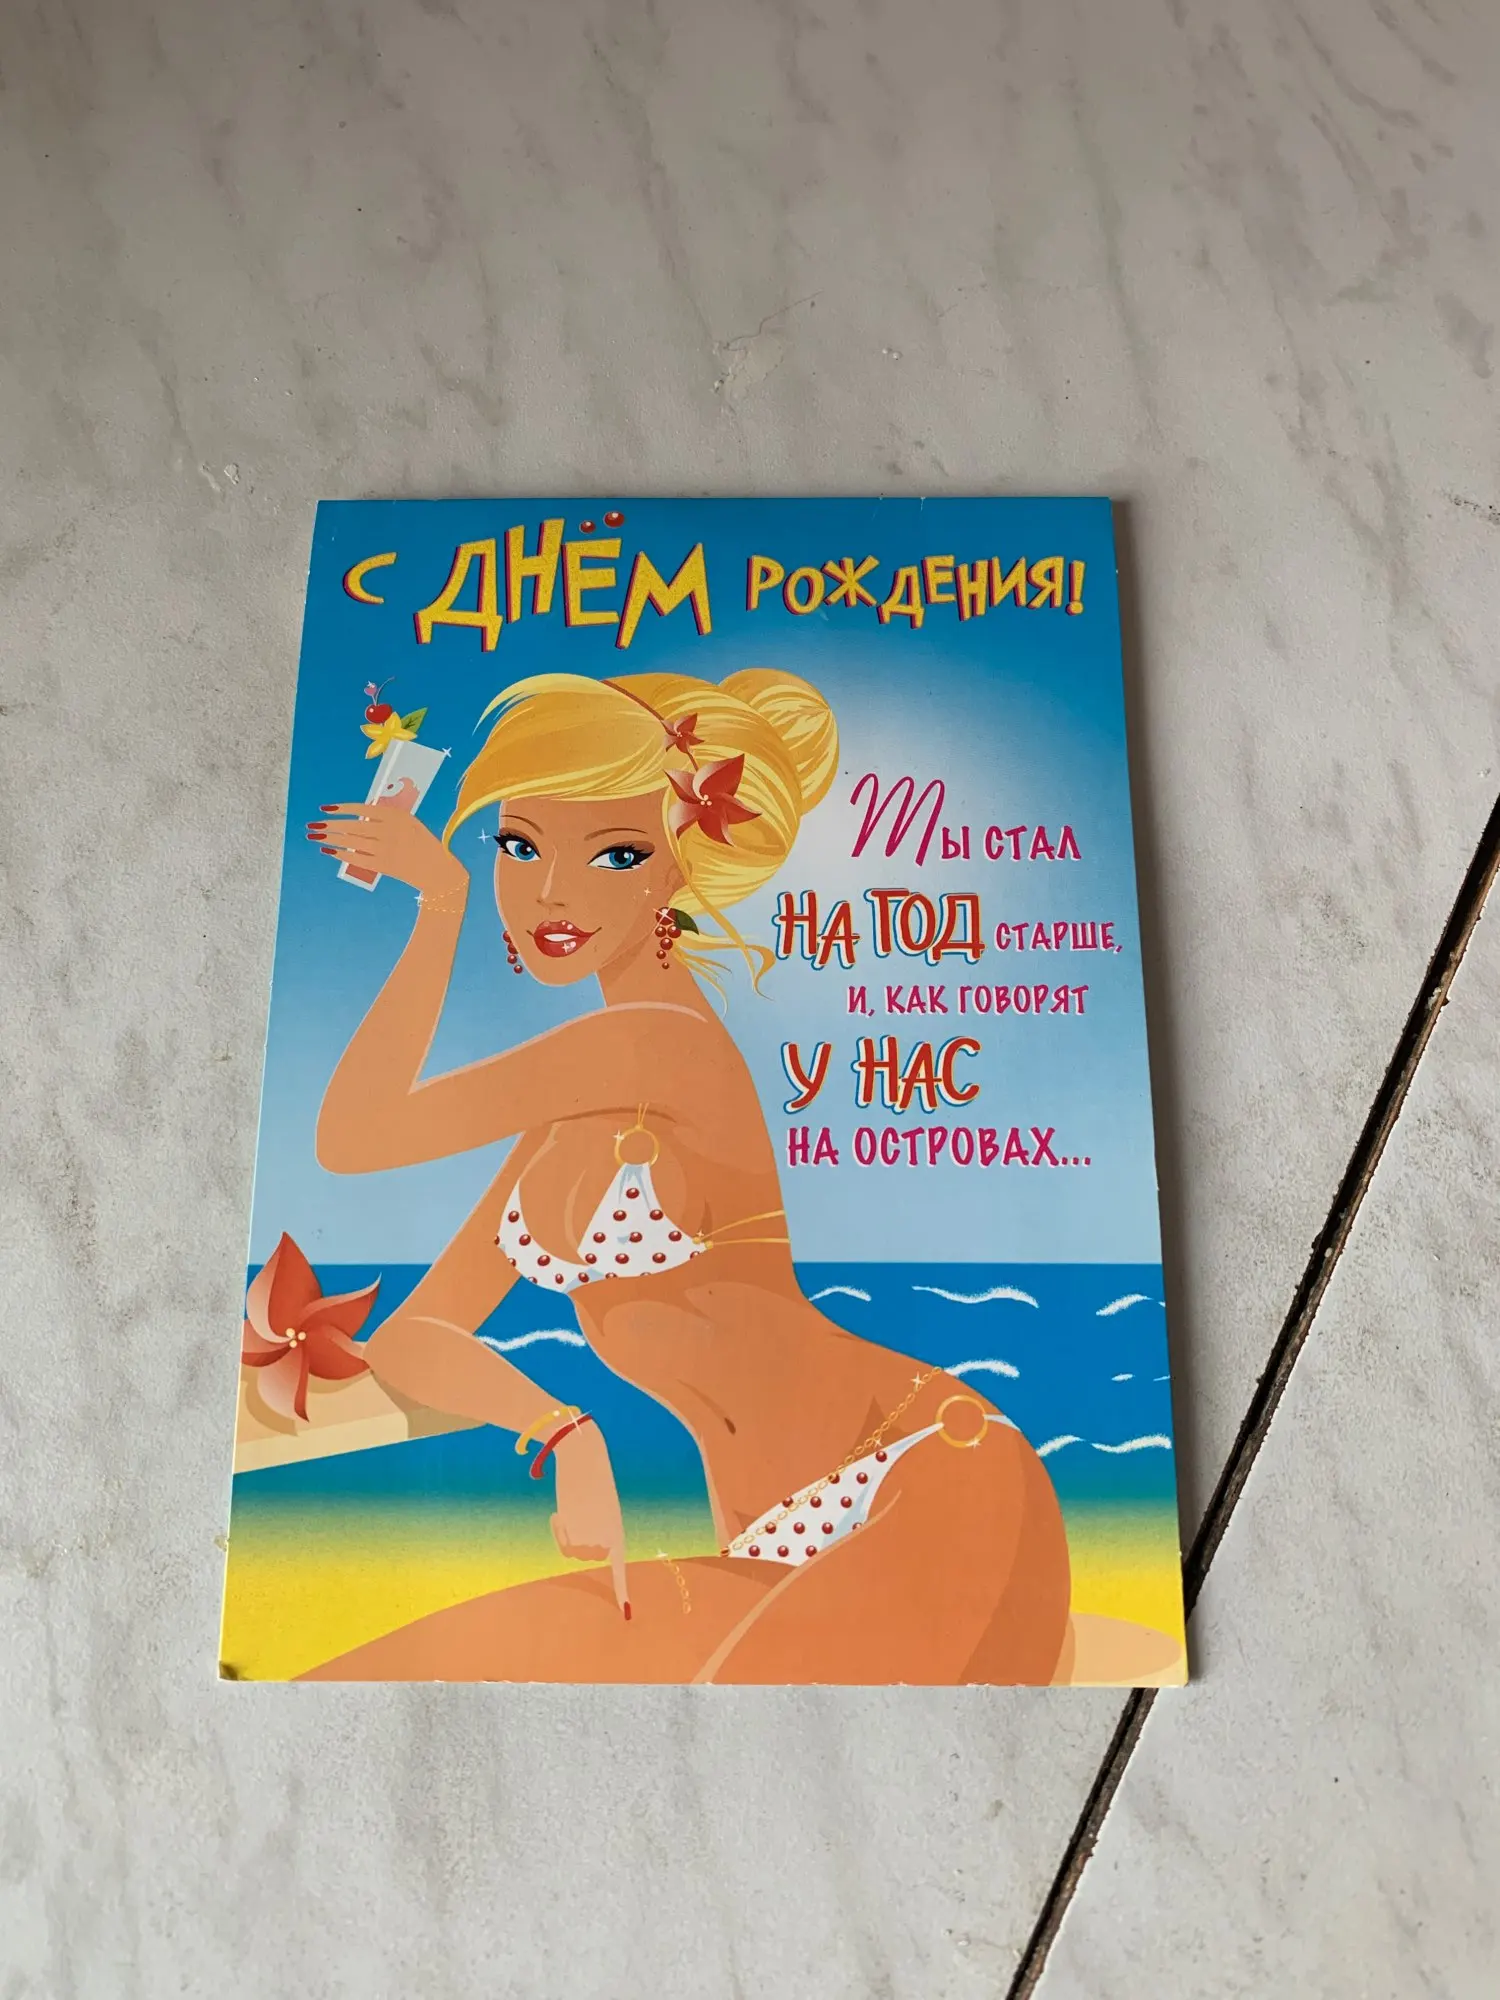 С ДНЁМ РОЖДЕНИЯ!
Ты стал
НА ГОД СТАРШЕ,
И, КАК ГОВОРЯТ
У НАС
НА ОСТРОВАХ...